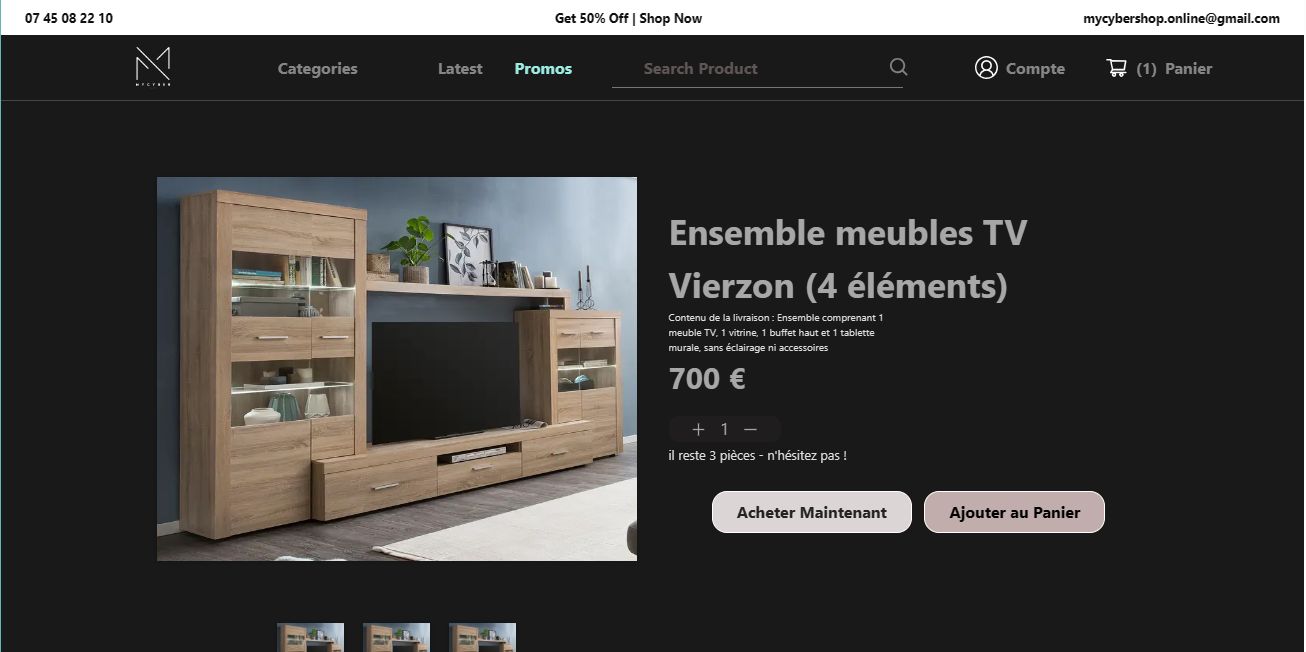 07 45 08 22 10
Get 50% Off | Shop Now
mycybershop.online@gmail.com
MYCYBER
Categories
Latest
Promos
Search Product
Compte
(1) Panier
Ensemble meubles TV
Vierzon (4 éléments)
Contenu de la livraison : Ensemble comprenant 1
meuble TV, 1 vitrine, 1 buffet haut et 1 tablette
murale, sans éclairage ni accessoires
700 €
+ 1 −
il reste 3 pièces - n'hésitez pas !
Acheter Maintenant
Ajouter au Panier